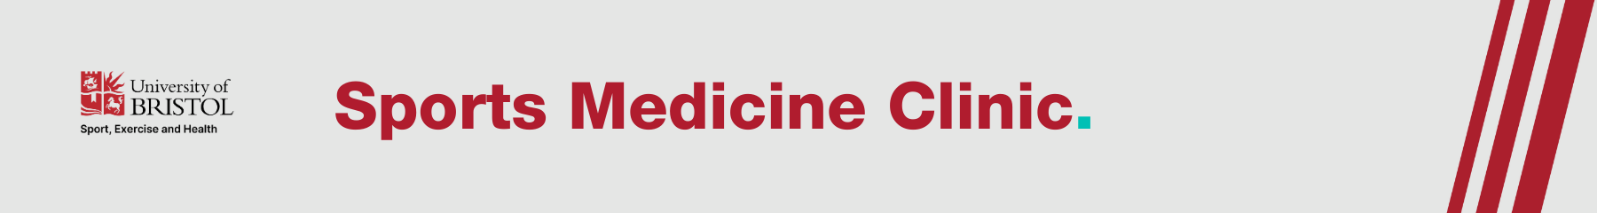 University of
BRISTOL
Sport, Exercise and Health
Sports Medicine Clinic.